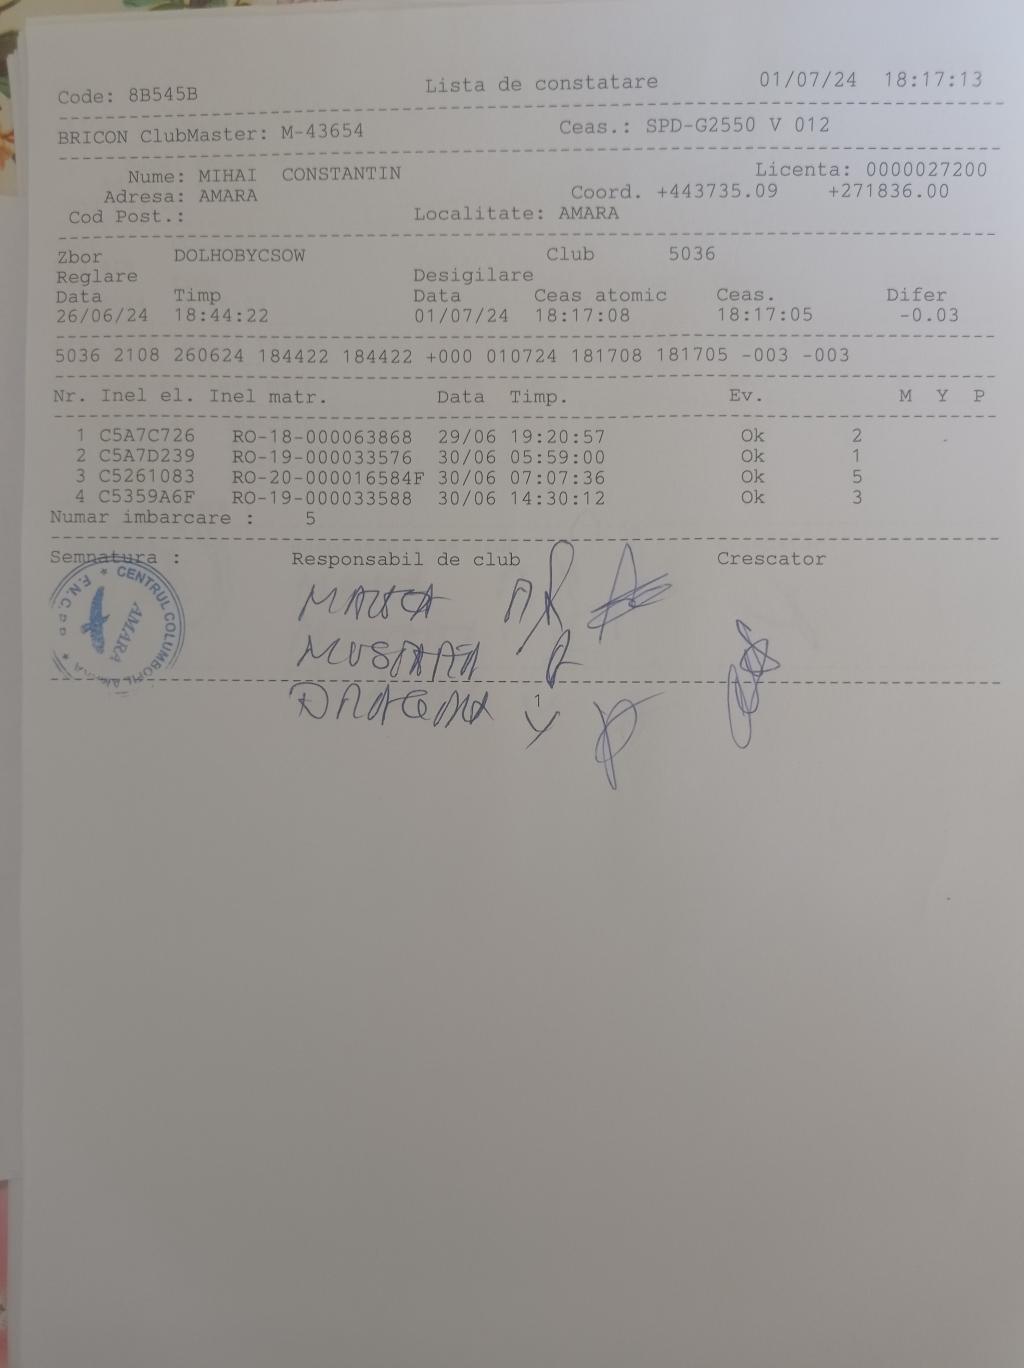 Code: 8B545B Lista de constatare 01/07/24 18:17:13
BRICON ClubMaster: M-43654 Ceas.: SPD-G2550 V 012
Nume: MIHAI CONSTANTIN Licenta: 0000027200
Adresa: AMARA Coord. +443735.09 +271836.00
Cod Post.: Localitate: AMARA
Zbor DOLHOBYCSOW Club 5036
Reglare Desigilare
Data Timp Data Ceas atomic Ceas. Difer
26/06/24 18:44:22 01/07/24 18:17:08 18:17:05 -0.03
5036 2108 260624 184422 184422 +000 010724 181708 181705 -003 -003
Nr. Inel el. Inel matr. Data Timp. Ev. M Y P
1 C5A7C726 RO-18-000063868 29/06 19:20:57 Ok 2
2 C5A7D239 RO-19-000033576 30/06 05:59:00 Ok 1
3 C5261083 RO-20-000016584F 30/06 07:07:36 Ok 5
4 C5359A6F RO-19-000033588 30/06 14:30:12 Ok 3
Numar imbarcare : 5
Semnatura : Responsabil de club Crescator
CENTRUL COLUMBOFIL AMARA
AMARA
1